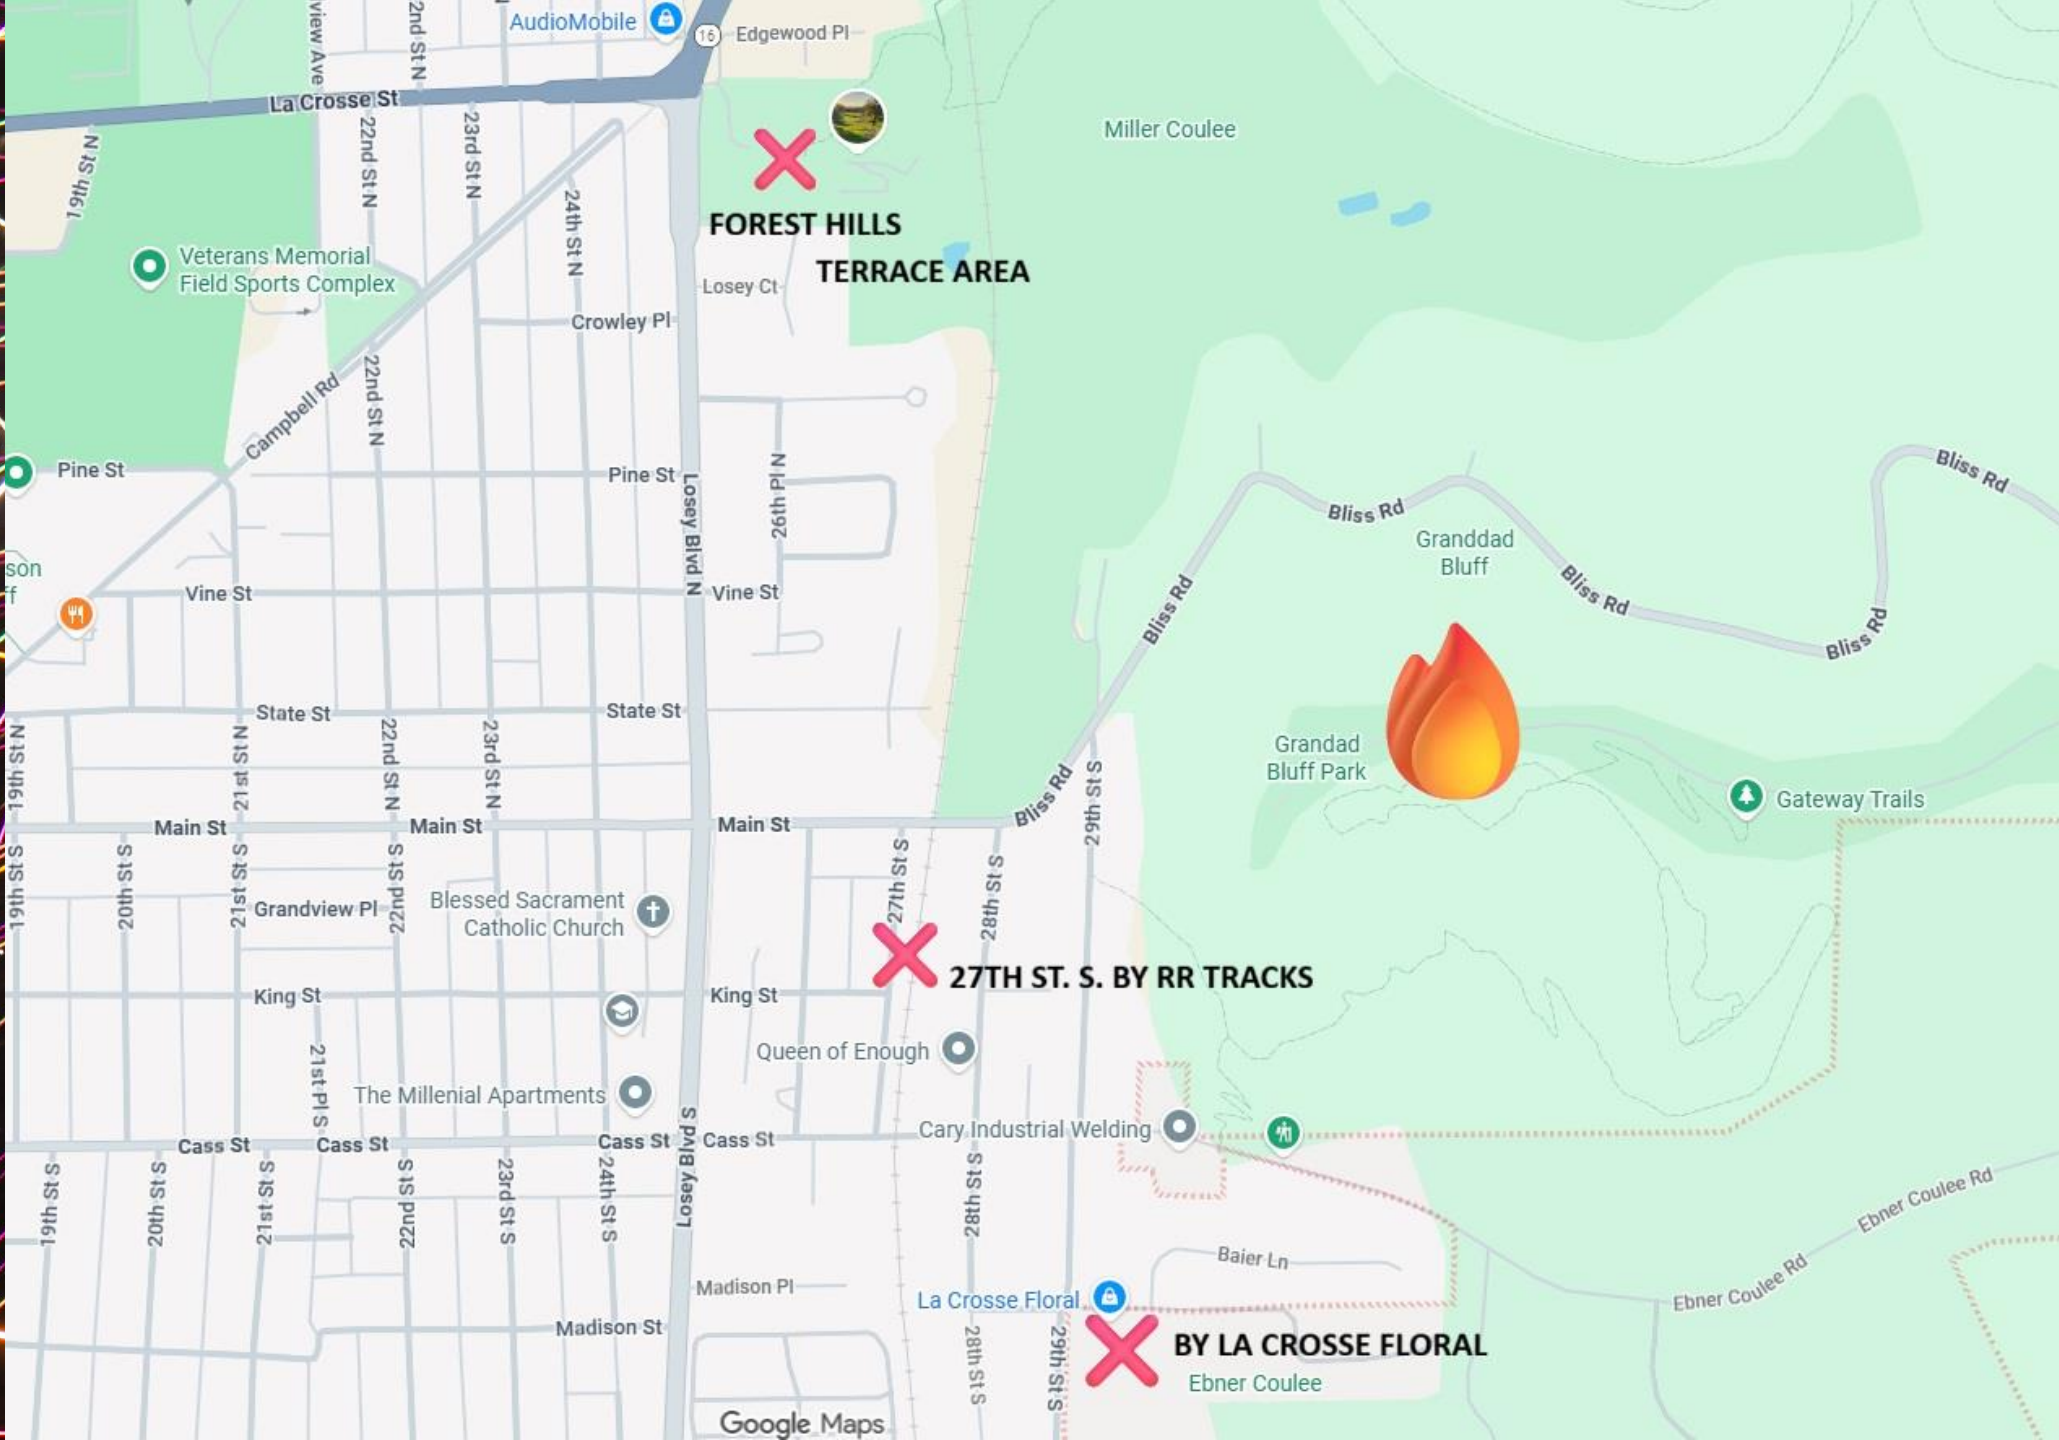 AudioMobile
16
Edgewood Pl
view Ave
2nd St N
La Crosse St
19th St N
22nd St N
23rd St N
24th St N
Miller Coulee
FOREST HILLS
TERRACE AREA
Veterans Memorial
Field Sports Complex
Losey Ct
Crowley Pl
Campbell Rd
22nd St N
Pine St
Pine St
Losey Blvd N
26th Pl N
Bliss Rd
Bliss Rd
Granddad
Bluff
Bliss Rd
Bliss Rd
Bliss Rd
son
ff
Vine St
Vine St
State St
State St
19th St N
21st St N
22nd St N
23rd St N
Grandad
Bluff Park
Gateway Trails
Bliss Rd
29th St S
Main St
Main St
Main St
19th St S
20th St S
21st St S
22nd St S
Grandview Pl
Blessed Sacrament
Catholic Church
27th St S
28th St S
27TH ST. S. BY RR TRACKS
King St
King St
21st Pl S
Queen of Enough
The Millenial Apartments
Cass St
Cass St
Cass St
Cass St
Losey Blvd S
Cary Industrial Welding
19th St S
20th St S
21st St S
22nd St S
23rd St S
24th St S
28th St S
Ebner Coulee Rd
Baier Ln
Madison Pl
La Crosse Floral
Ebner Coulee Rd
Madison St
28th St S
29th St S
BY LA CROSSE FLORAL
Ebner Coulee
Google Maps